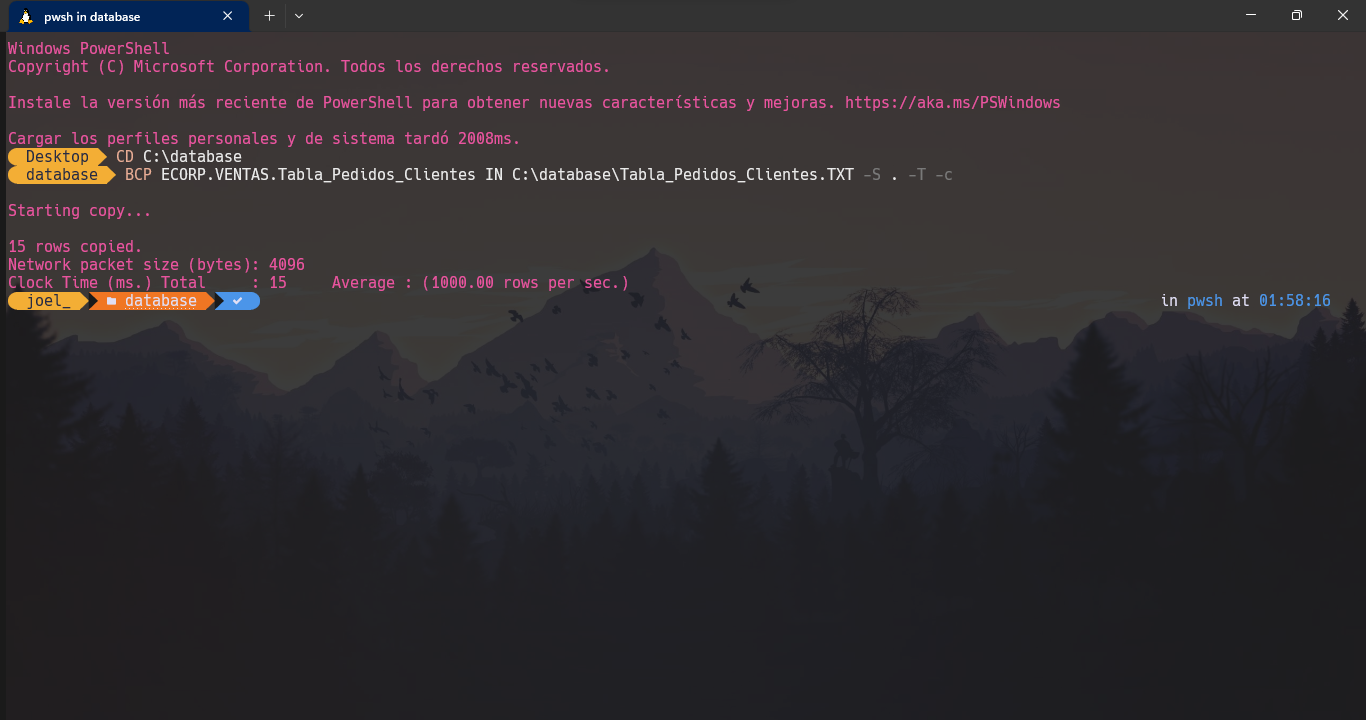 pwsh in database
Windows PowerShell
Copyright (C) Microsoft Corporation. Todos los derechos reservados.
Instale la versión más reciente de PowerShell para obtener nuevas características y mejoras. https://aka.ms/PSWindows
Cargar los perfiles personales y de sistema tardó 2008ms.
Desktop CD C:\database
database BCP ECORP.VENTAS.Tabla_Pedidos_Clientes IN C:\database\Tabla_Pedidos_Clientes.TXT -S . -T -c
Starting copy...
15 rows copied.
Network packet size (bytes): 4096
Clock Time (ms.) Total     : 15     Average : (1000.00 rows per sec.)
joel_ database in pwsh at 01:58:16